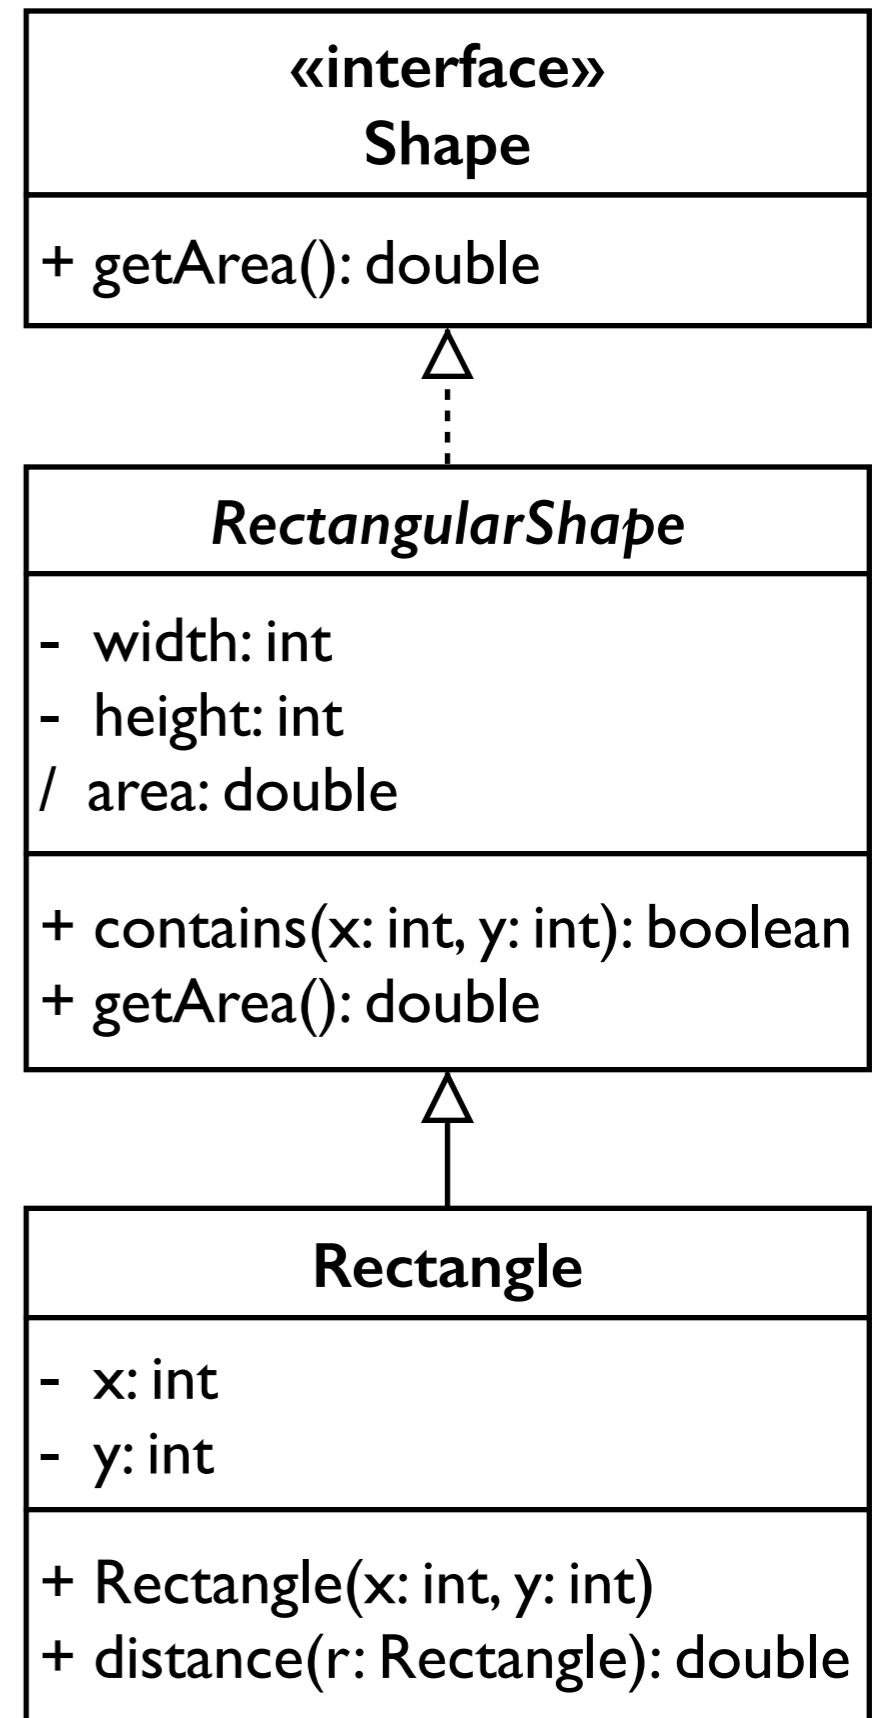 «interface»
Shape
+ getArea(): double
RectangularShape
- width: int
- height: int
/ area: double
+ contains(x: int, y: int): boolean
+ getArea(): double
Rectangle
- x: int
- y: int
+ Rectangle(x: int, y: int)
+ distance(r: Rectangle): double